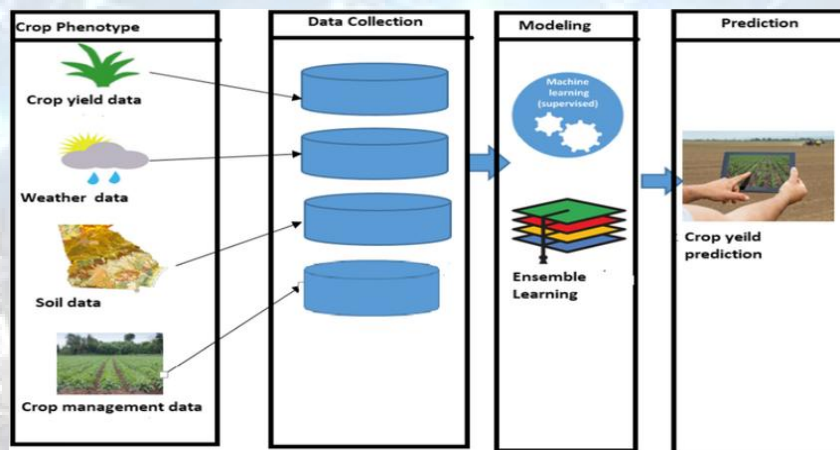 Crop Phenotype
Crop yield data
Weather data
Soil data
Crop management data
Data Collection
Modeling
Machine
learning
(supervised)
Ensemble
Learning
Prediction
Crop yeild
prediction